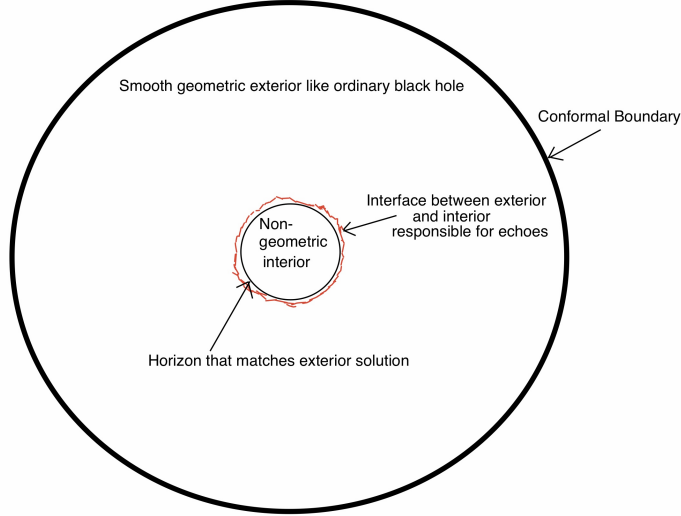 Smooth geometric exterior like ordinary black hole
Conformal Boundary
Interface between exterior
and interior
responsible for echoes
Non-
geometric
interior
Horizon that matches exterior solution